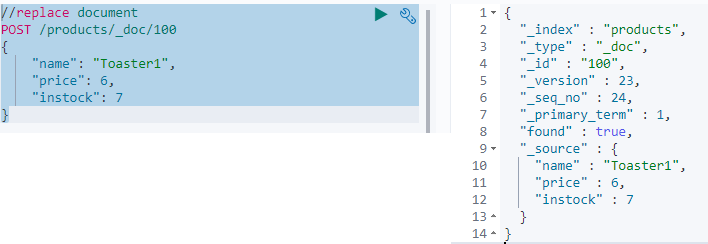 //replace document
POST /products/_doc/100
{
"name": "Toaster1",
"price": 6,
"instock": 7
}
1 {
2 "_index" : "products",
3 "_type" : "_doc",
4 "_id" : "100",
5 "_version" : 23,
6 "_seq_no" : 24,
7 "_primary_term" : 1,
8 "found" : true,
9 "_source" : {
10 "name" : "Toaster1",
11 "price" : 6,
12 "instock" : 7
13 }
14 }